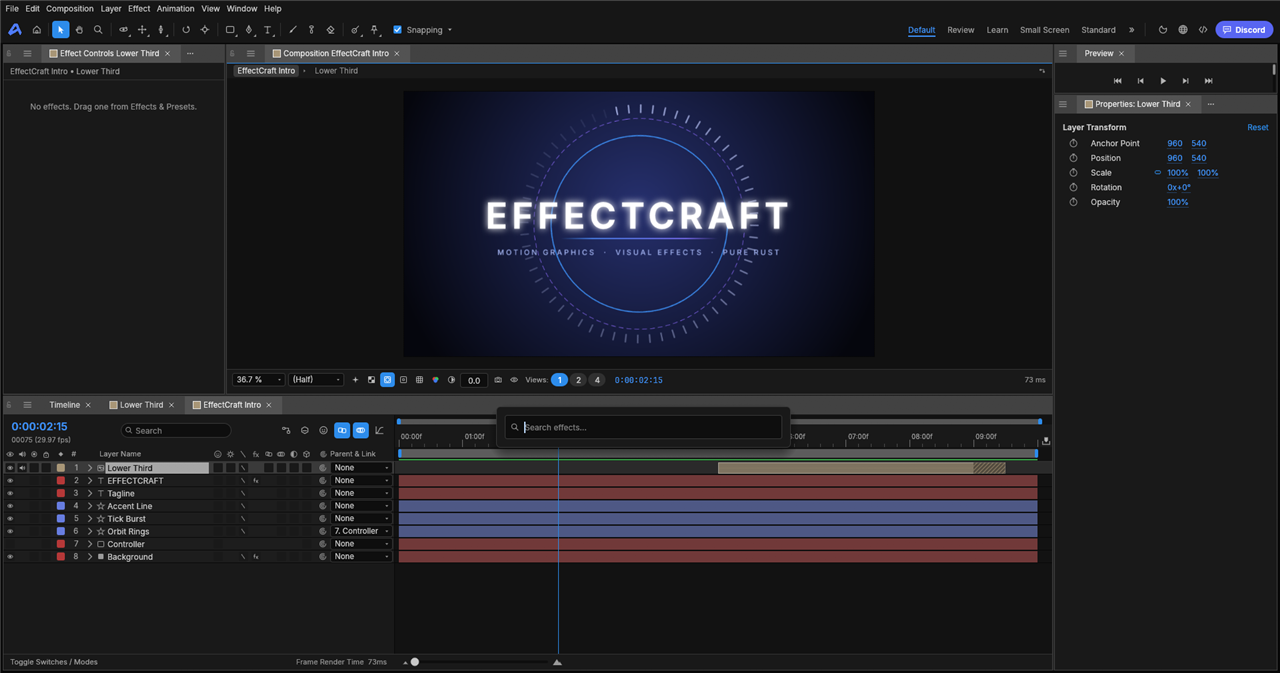 File Edit Composition Layer Effect Animation View Window Help
Snapping Default Review Learn Small Screen Standard » Discord
Effect Controls Lower Third × ···
EffectCraft Intro • Lower Third
No effects. Drag one from Effects & Presets.
Composition EffectCraft Intro ×
EffectCraft Intro › Lower Third
EFFECTCRAFT
MOTION GRAPHICS · VISUAL EFFECTS · PURE RUST
36.7 % (Half) 0.0 Views: 1 2 4 0:00:02:15 73 ms
Preview ×
Properties: Lower Third × ···
Layer Transform Reset
Anchor Point 960 540
Position 960 540
Scale 100% 100%
Rotation 0x+0°
Opacity 100%
Timeline × Lower Third × EffectCraft Intro ×
0:00:02:15
00075 (29.97 fps)
Search
Search effects...
00:00f 01:00f 07:00f 08:00f 09:00f
# Layer Name fx Parent & Link
1 Lower Third None
2 T EFFECTCRAFT fx None
3 T Tagline None
4 Accent Line None
5 Tick Burst None
6 Orbit Rings 7. Controller
7 Controller None
8 Background fx None
Toggle Switches / Modes Frame Render Time 73ms